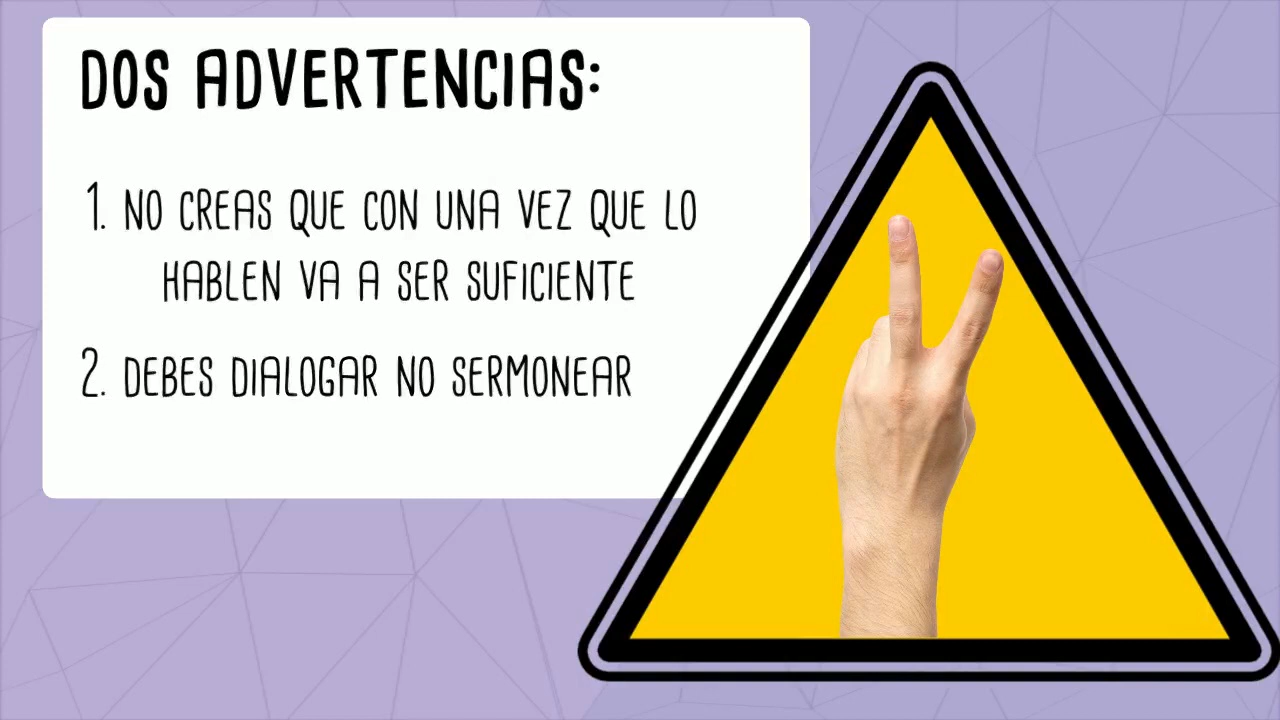 DOS ADVERTENCIAS:
1. NO CREAS QUE CON UNA VEZ QUE LO
HABLEN VA A SER SUFICIENTE
2. DEBES DIALOGAR NO SERMONEAR